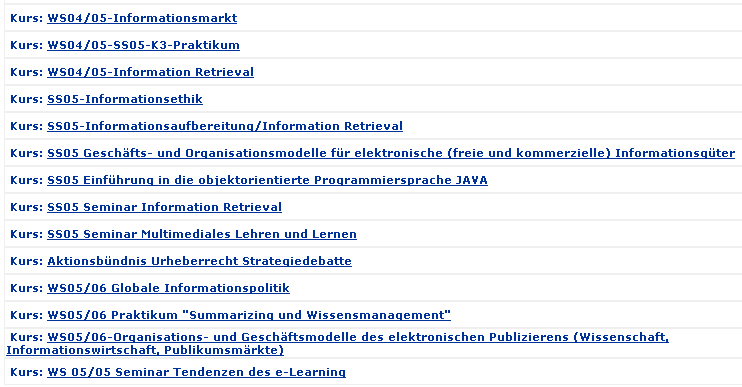 Kurs: WS04/05-Informationsmarkt
Kurs: WS04/05-SS05-K3-Praktikum
Kurs: WS04/05-Information Retrieval
Kurs: SS05-Informationsethik
Kurs: SS05-Informationsaufbereitung/Information Retrieval
Kurs: SS05 Geschäfts- und Organisationsmodelle für elektronische (freie und kommerzielle) Informationsgüter
Kurs: SS05 Einführung in die objektorientierte Programmiersprache JAVA
Kurs: SS05 Seminar Information Retrieval
Kurs: SS05 Seminar Multimediales Lehren und Lernen
Kurs: Aktionsbündnis Urheberrecht Strategiedebatte
Kurs: WS05/06 Globale Informationspolitik
Kurs: WS05/06 Praktikum "Summarizing und Wissensmanagement"
Kurs: WS05/06-Organisations- und Geschäftsmodelle des elektronischen Publizierens (Wissenschaft,
Informationswirtschaft, Publikumsmärkte)
Kurs: WS 05/05 Seminar Tendenzen des e-Learning